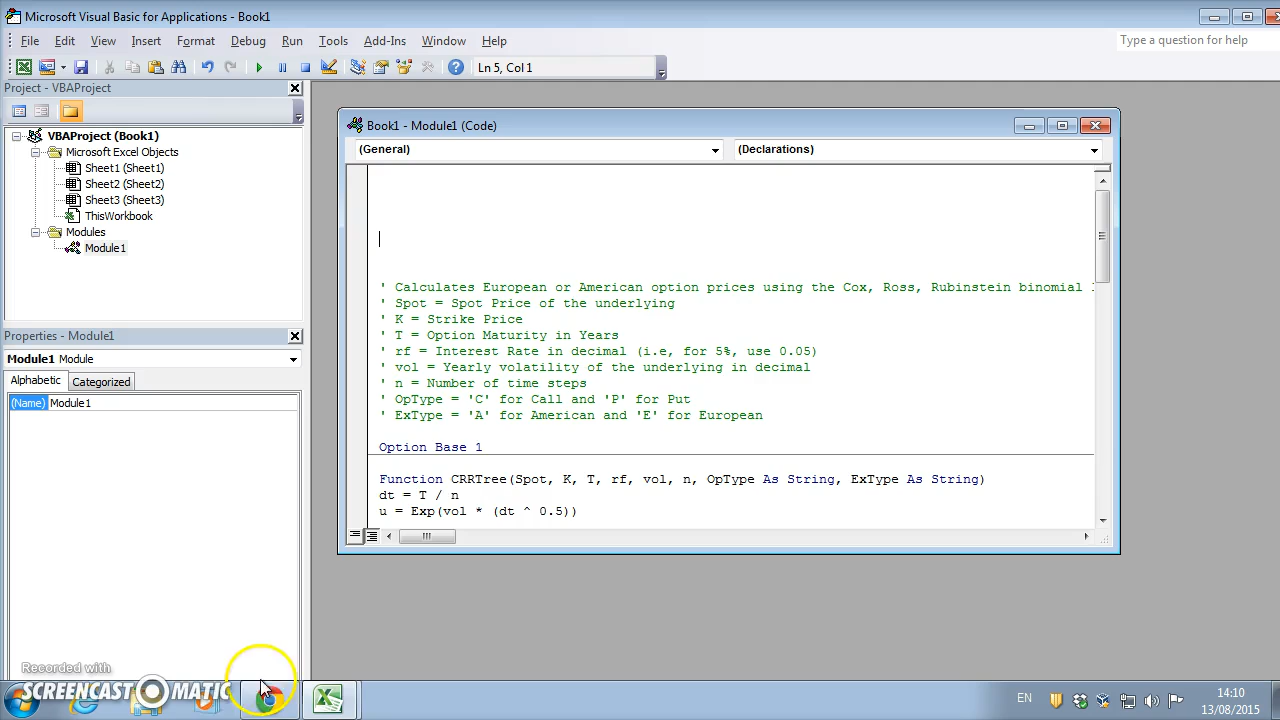 Microsoft Visual Basic for Applications - Book1
File Edit View Insert Format Debug Run Tools Add-Ins Window Help
Type a question for help
Ln 5, Col 1
Project - VBAProject
VBAProject (Book1)
Microsoft Excel Objects
Sheet1 (Sheet1)
Sheet2 (Sheet2)
Sheet3 (Sheet3)
ThisWorkbook
Modules
Module1
Properties - Module1
Module1 Module
Alphabetic Categorized
(Name) Module1
Book1 - Module1 (Code)
(General) (Declarations)
' Calculates European or American option prices using the Cox, Ross, Rubinstein binomial
' Spot = Spot Price of the underlying
' K = Strike Price
' T = Option Maturity in Years
' rf = Interest Rate in decimal (i.e, for 5%, use 0.05)
' vol = Yearly volatility of the underlying in decimal
' n = Number of time steps
' OpType = 'C' for Call and 'P' for Put
' ExType = 'A' for American and 'E' for European
Option Base 1
Function CRRTree(Spot, K, T, rf, vol, n, OpType As String, ExType As String)
dt = T / n
u = Exp(vol * (dt ^ 0.5))
Recorded with
SCREENCAST MATIC
EN
14:10
13/08/2015